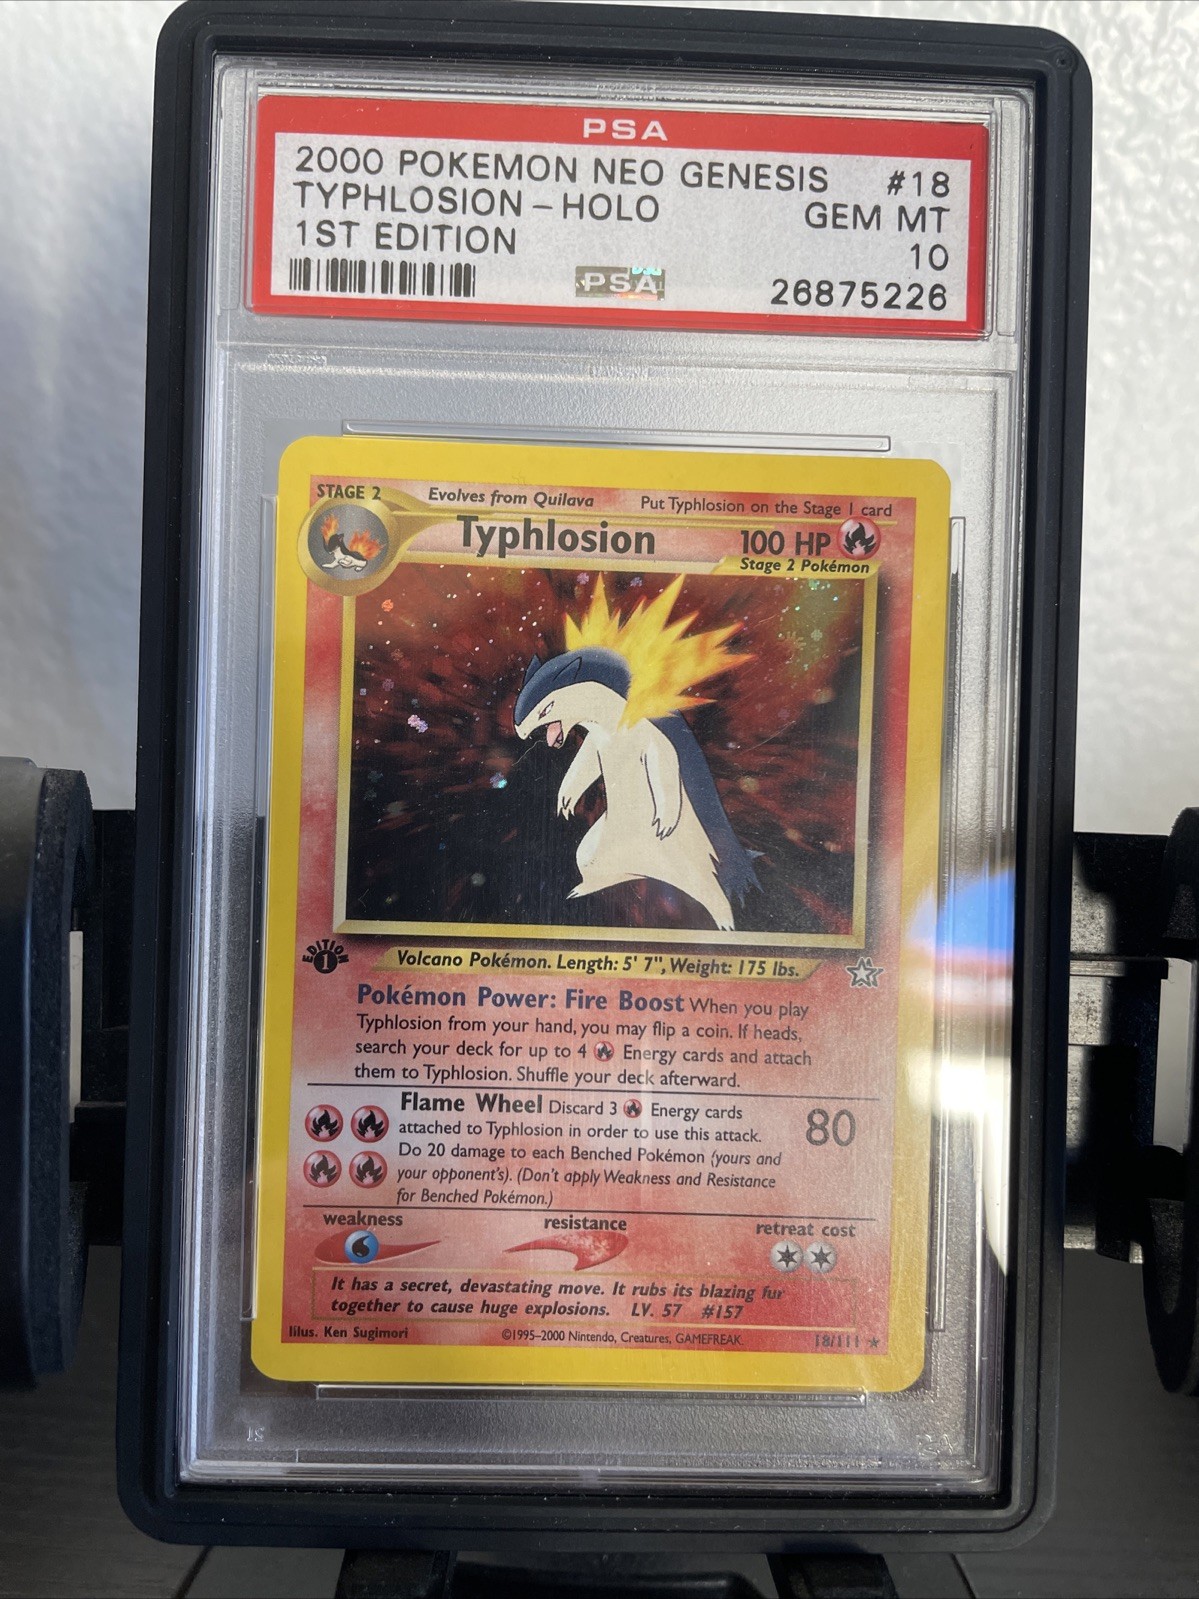 PSA
2000 POKEMON NEO GENESIS #18
TYPHLOSION - HOLO GEM MT
1ST EDITION 10
PSA 26875226
STAGE 2 Evolves from Quilava Put Typhlosion on the Stage 1 card
Typhlosion 100 HP
Stage 2 Pokémon
EDITION
1
Volcano Pokémon. Length: 5' 7", Weight: 175 lbs.
Pokémon Power: Fire Boost When you play
Typhlosion from your hand, you may flip a coin. If heads,
search your deck for up to 4 Energy cards and attach
them to Typhlosion. Shuffle your deck afterward.
Flame Wheel Discard 3 Energy cards
attached to Typhlosion in order to use this attack. 80
Do 20 damage to each Benched Pokémon (yours and
your opponent's). (Don't apply Weakness and Resistance
for Benched Pokémon.)
weakness resistance retreat cost
It has a secret, devastating move. It rubs its blazing fur
together to cause huge explosions. LV. 57 #157
Illus. Ken Sugimori ©1995-2000 Nintendo, Creatures, GAMEFREAK. 18/111